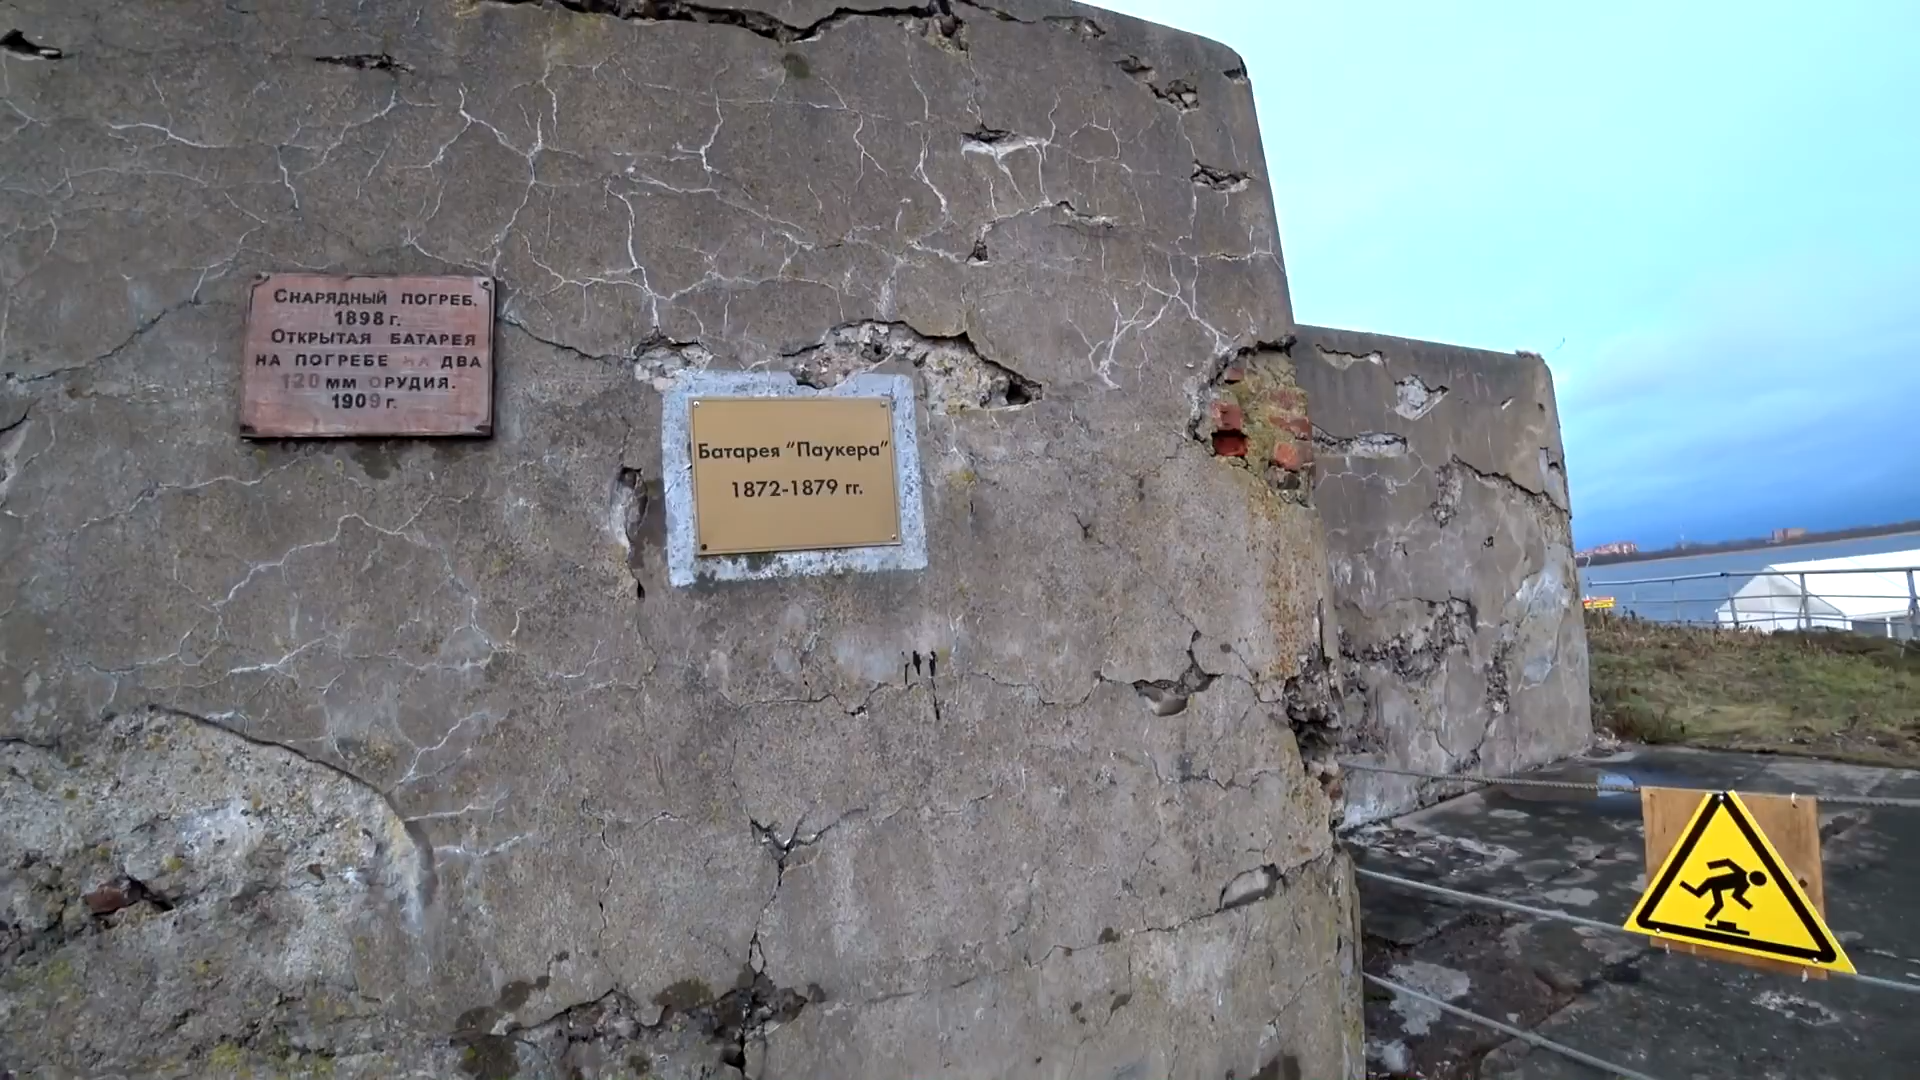 Снарядный погреб.
1898 г.
Открытая батарея
на погребе на два
120 мм орудия.
1909 г.
Батарея "Паукера"
1872-1879 гг.